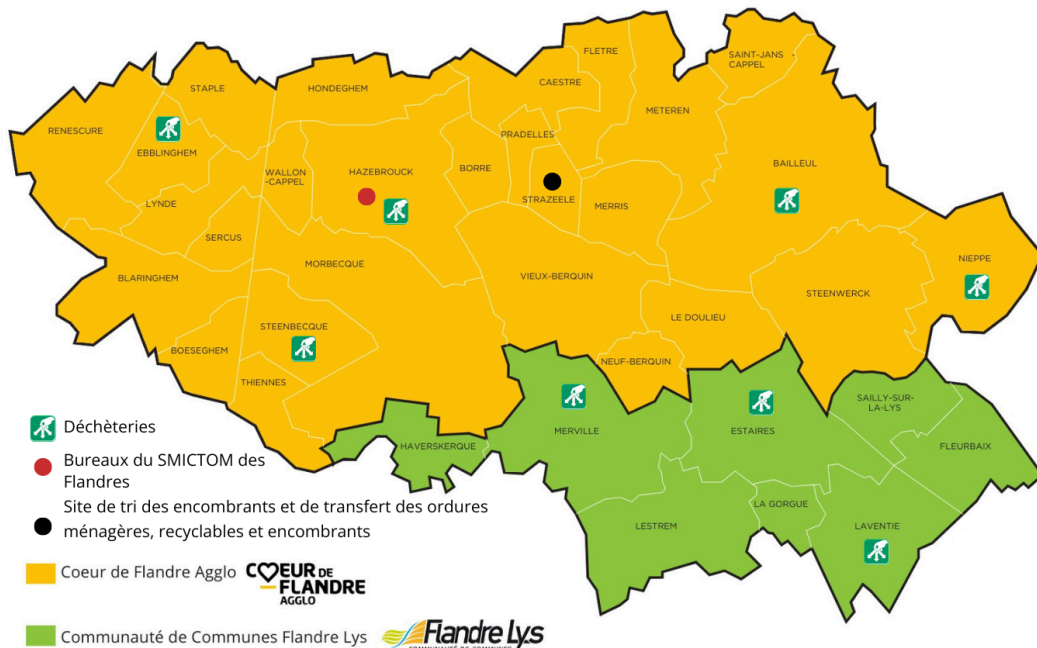 FLETRE
SAINT-JANS -
CAPPEL
STAPLE
HONDEGHEM
CAESTRE
METEREN
RENESCURE
PRADELLES
EBBLINGHEM
WALLON
-CAPPEL
HAZEBROUCK
BORRE
BAILLEUL
LYNDE
STRAZEELE
MERRIS
SERCUS
NIEPPE
MORBECQUE
BLARINGHEM
VIEUX-BERQUIN
STEENWERCK
LE DOULIEU
STEENBECQUE
BOESEGHEM
NEUF-BERQUIN
THIENNES
SAILLY-SUR-
LA-LYS
MERVILLE
ESTAIRES
HAVERSKERQUE
FLEURBAIX
LA GORGUE
LESTREM
LAVENTIE
Déchèteries
Bureaux du SMICTOM des
Flandres
Site de tri des encombrants et de transfert des ordures
ménagères, recyclables et encombrants
Coeur de Flandre Agglo
CŒUR DE
FLANDRE
AGGLO
Communauté de Communes Flandre Lys
Flandre Lys
COMMUNAUTÉ DE COMMUNES